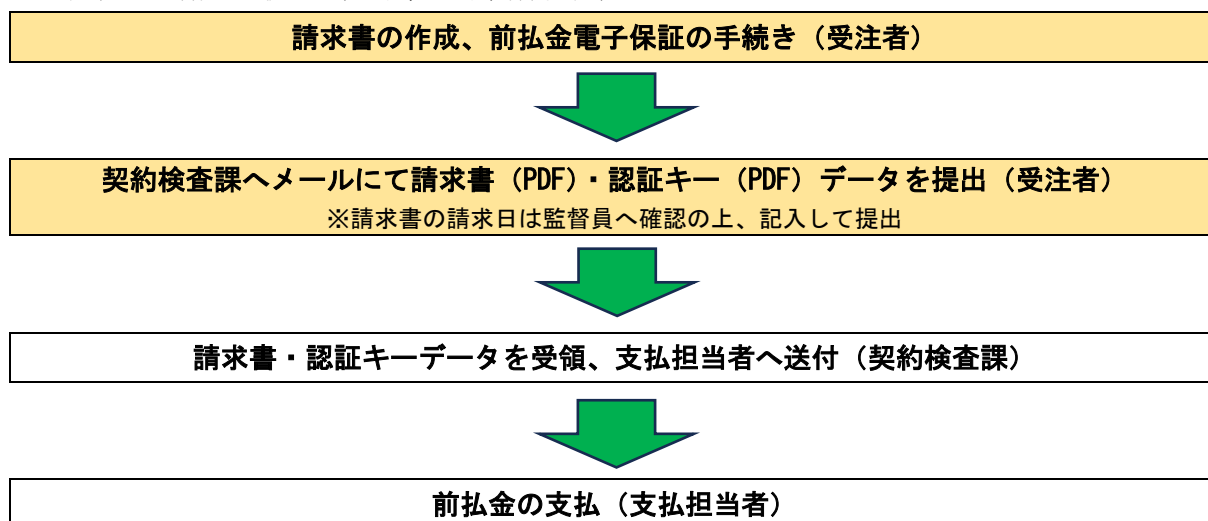 請求書の作成、前払金電子保証の手続き（受注者）
契約検査課へメールにて請求書（PDF）・認証キー（PDF）データを提出（受注者）
※請求書の請求日は監督員へ確認の上、記入して提出
請求書・認証キーデータを受領、支払担当者へ送付（契約検査課）
前払金の支払（支払担当者）